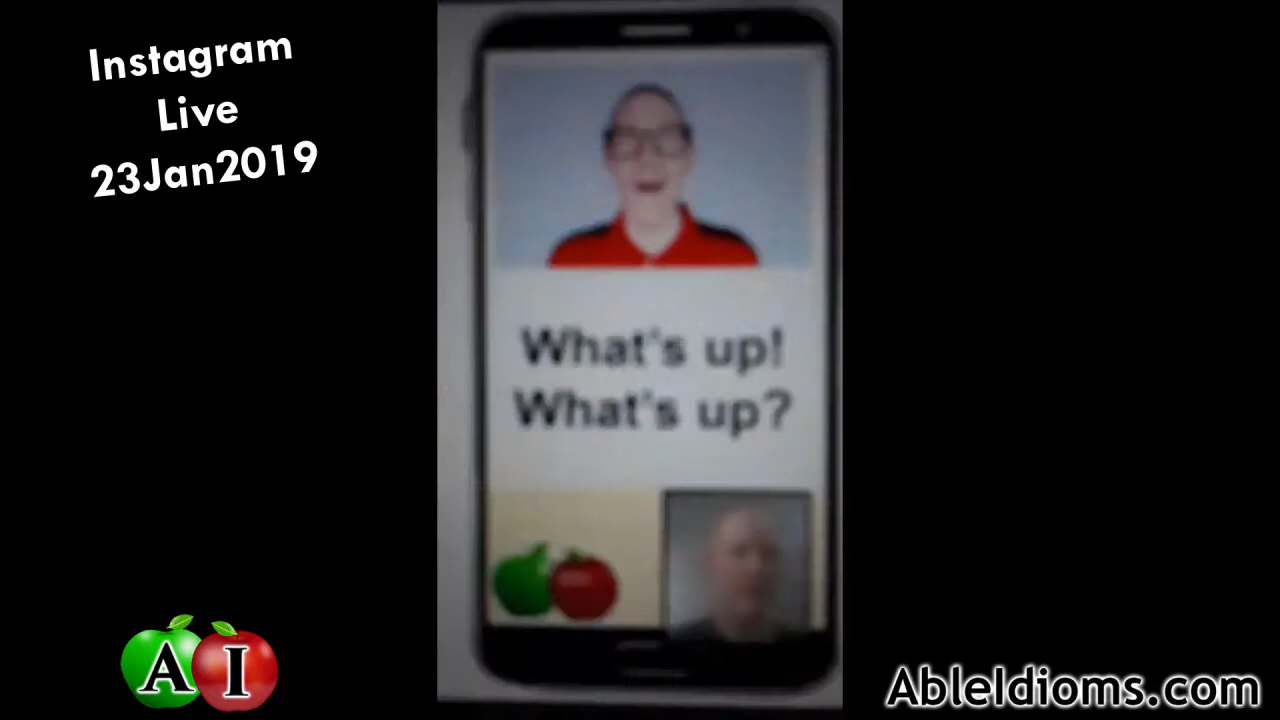 Instagram
Live
23Jan2019
What's up!
What's up?
A I
AbleIdioms.com